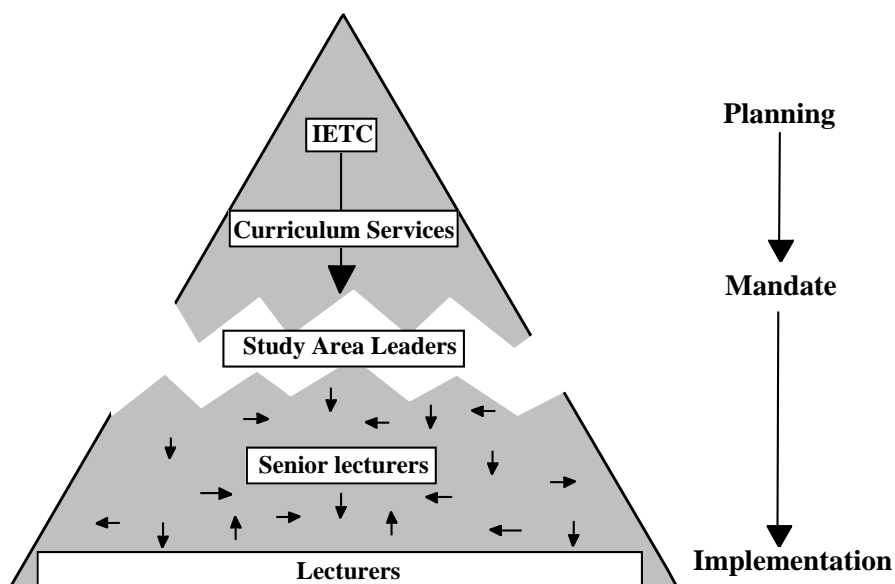 Planning
IETC
Curriculum Services
Mandate
Study Area Leaders
Senior lecturers
Implementation
Lecturers